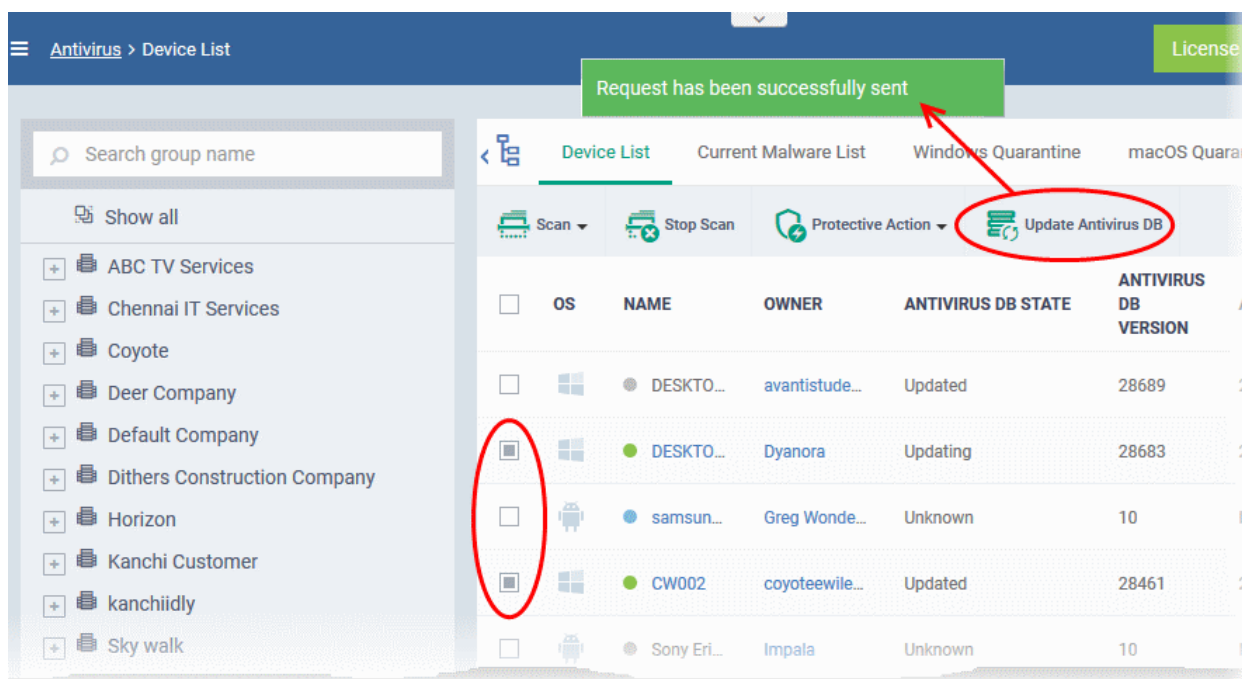 Antivirus > Device List
License
Request has been successfully sent
Search group name
Device List Current Malware List Windows Quarantine macOS Quara
Show all
Scan Stop Scan Protective Action Update Antivirus DB
ABC TV Services
Chennai IT Services
Coyote
Deer Company
Default Company
Dithers Construction Company
Horizon
Kanchi Customer
kanchiidly
Sky walk
OS NAME OWNER ANTIVIRUS DB STATE ANTIVIRUS
DB
VERSION
DESKTO... avantistude... Updated 28689
DESKTO... Dyanora Updating 28683
samsun... Greg Wonde... Unknown 10
CW002 coyoteewile... Updated 28461
Sony Eri... Impala Unknown 10